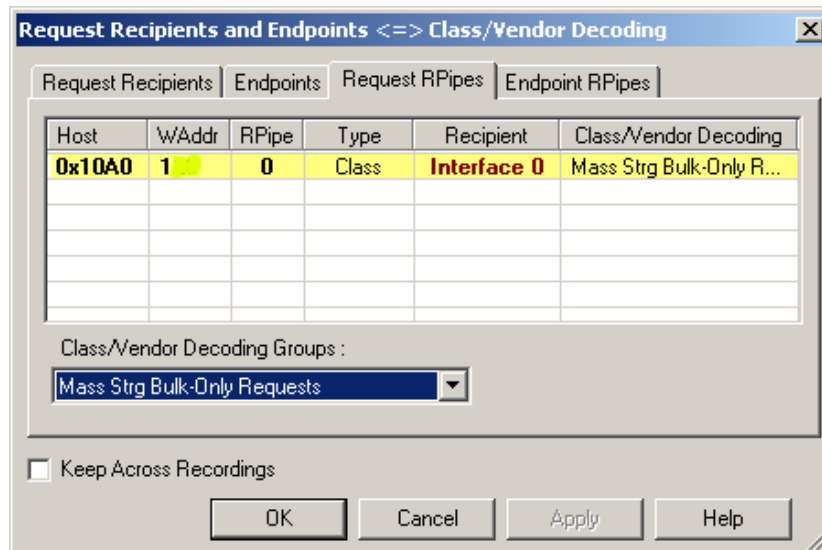 Request Recipients and Endpoints <=> Class/Vendor Decoding
Request Recipients Endpoints Request RPipes Endpoint RPipes
Host WAddr RPipe Type Recipient Class/Vendor Decoding
0x10A0 1 0 Class Interface 0 Mass Strg Bulk-Only R...
Class/Vendor Decoding Groups :
Mass Strg Bulk-Only Requests
Keep Across Recordings
OK Cancel Apply Help